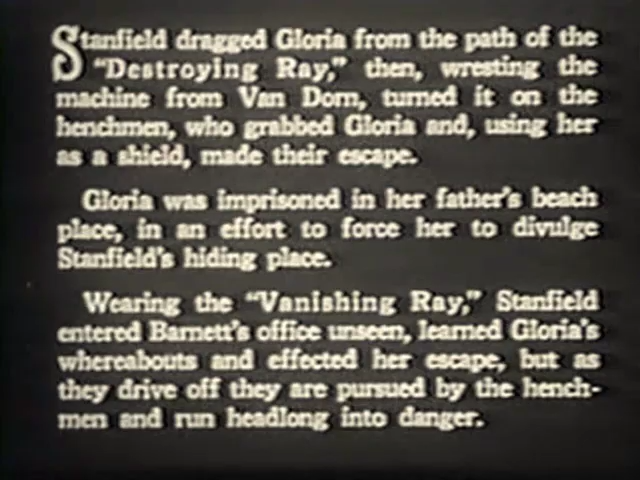 Stanfield dragged Gloria from the path of the
"Destroying Ray," then, wresting the
machine from Van Dorn, turned it on the
henchmen, who grabbed Gloria and, using her
as a shield, made their escape.
Gloria was imprisoned in her father's beach
place, in an effort to force her to divulge
Stanfield's hiding place.
Wearing the "Vanishing Ray," Stanfield
entered Barnett's office unseen, learned Gloria's
whereabouts and effected her escape, but as
they drive off they are pursued by the hench-
men and run headlong into danger.